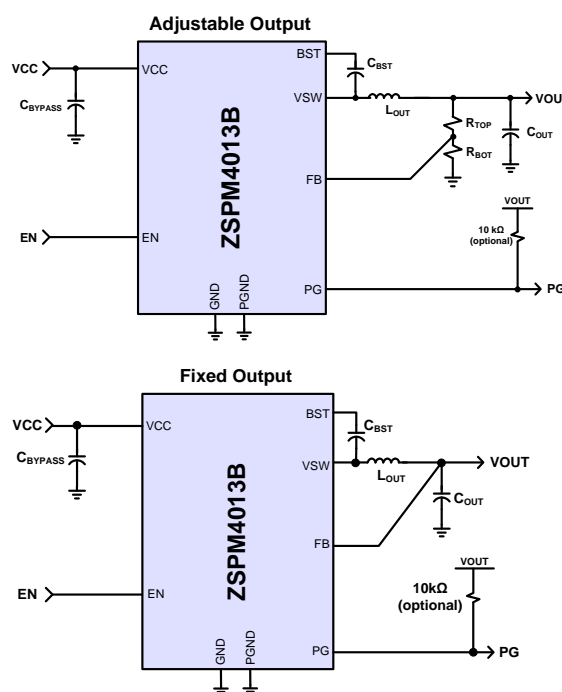 Adjustable Output
BST
CBST
VCC
VCC
CBYPASS
VSW
LOUT
VOU
RTOP
COUT
RBOT
ZSPM4013B
FB
VOUT
10 kΩ
(optional)
EN
EN
GND
PGND
PG
PG
Fixed Output
BST
CBST
VCC
VCC
CBYPASS
VSW
LOUT
VOUT
COUT
ZSPM4013B
FB
VOUT
10kΩ
(optional)
EN
EN
GND
PGND
PG
PG